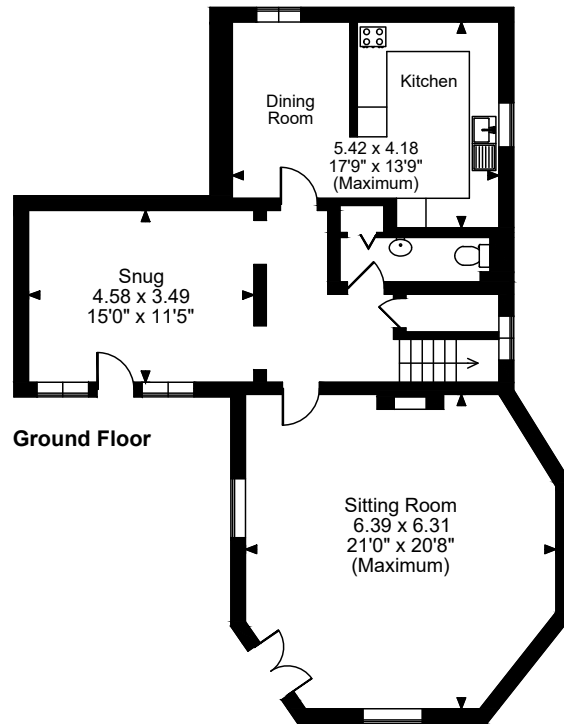 Kitchen
Dining
Room
5.42 x 4.18
17'9" x 13'9"
(Maximum)
Snug
4.58 x 3.49
15'0" x 11'5"
Ground Floor
Sitting Room
6.39 x 6.31
21'0" x 20'8"
(Maximum)